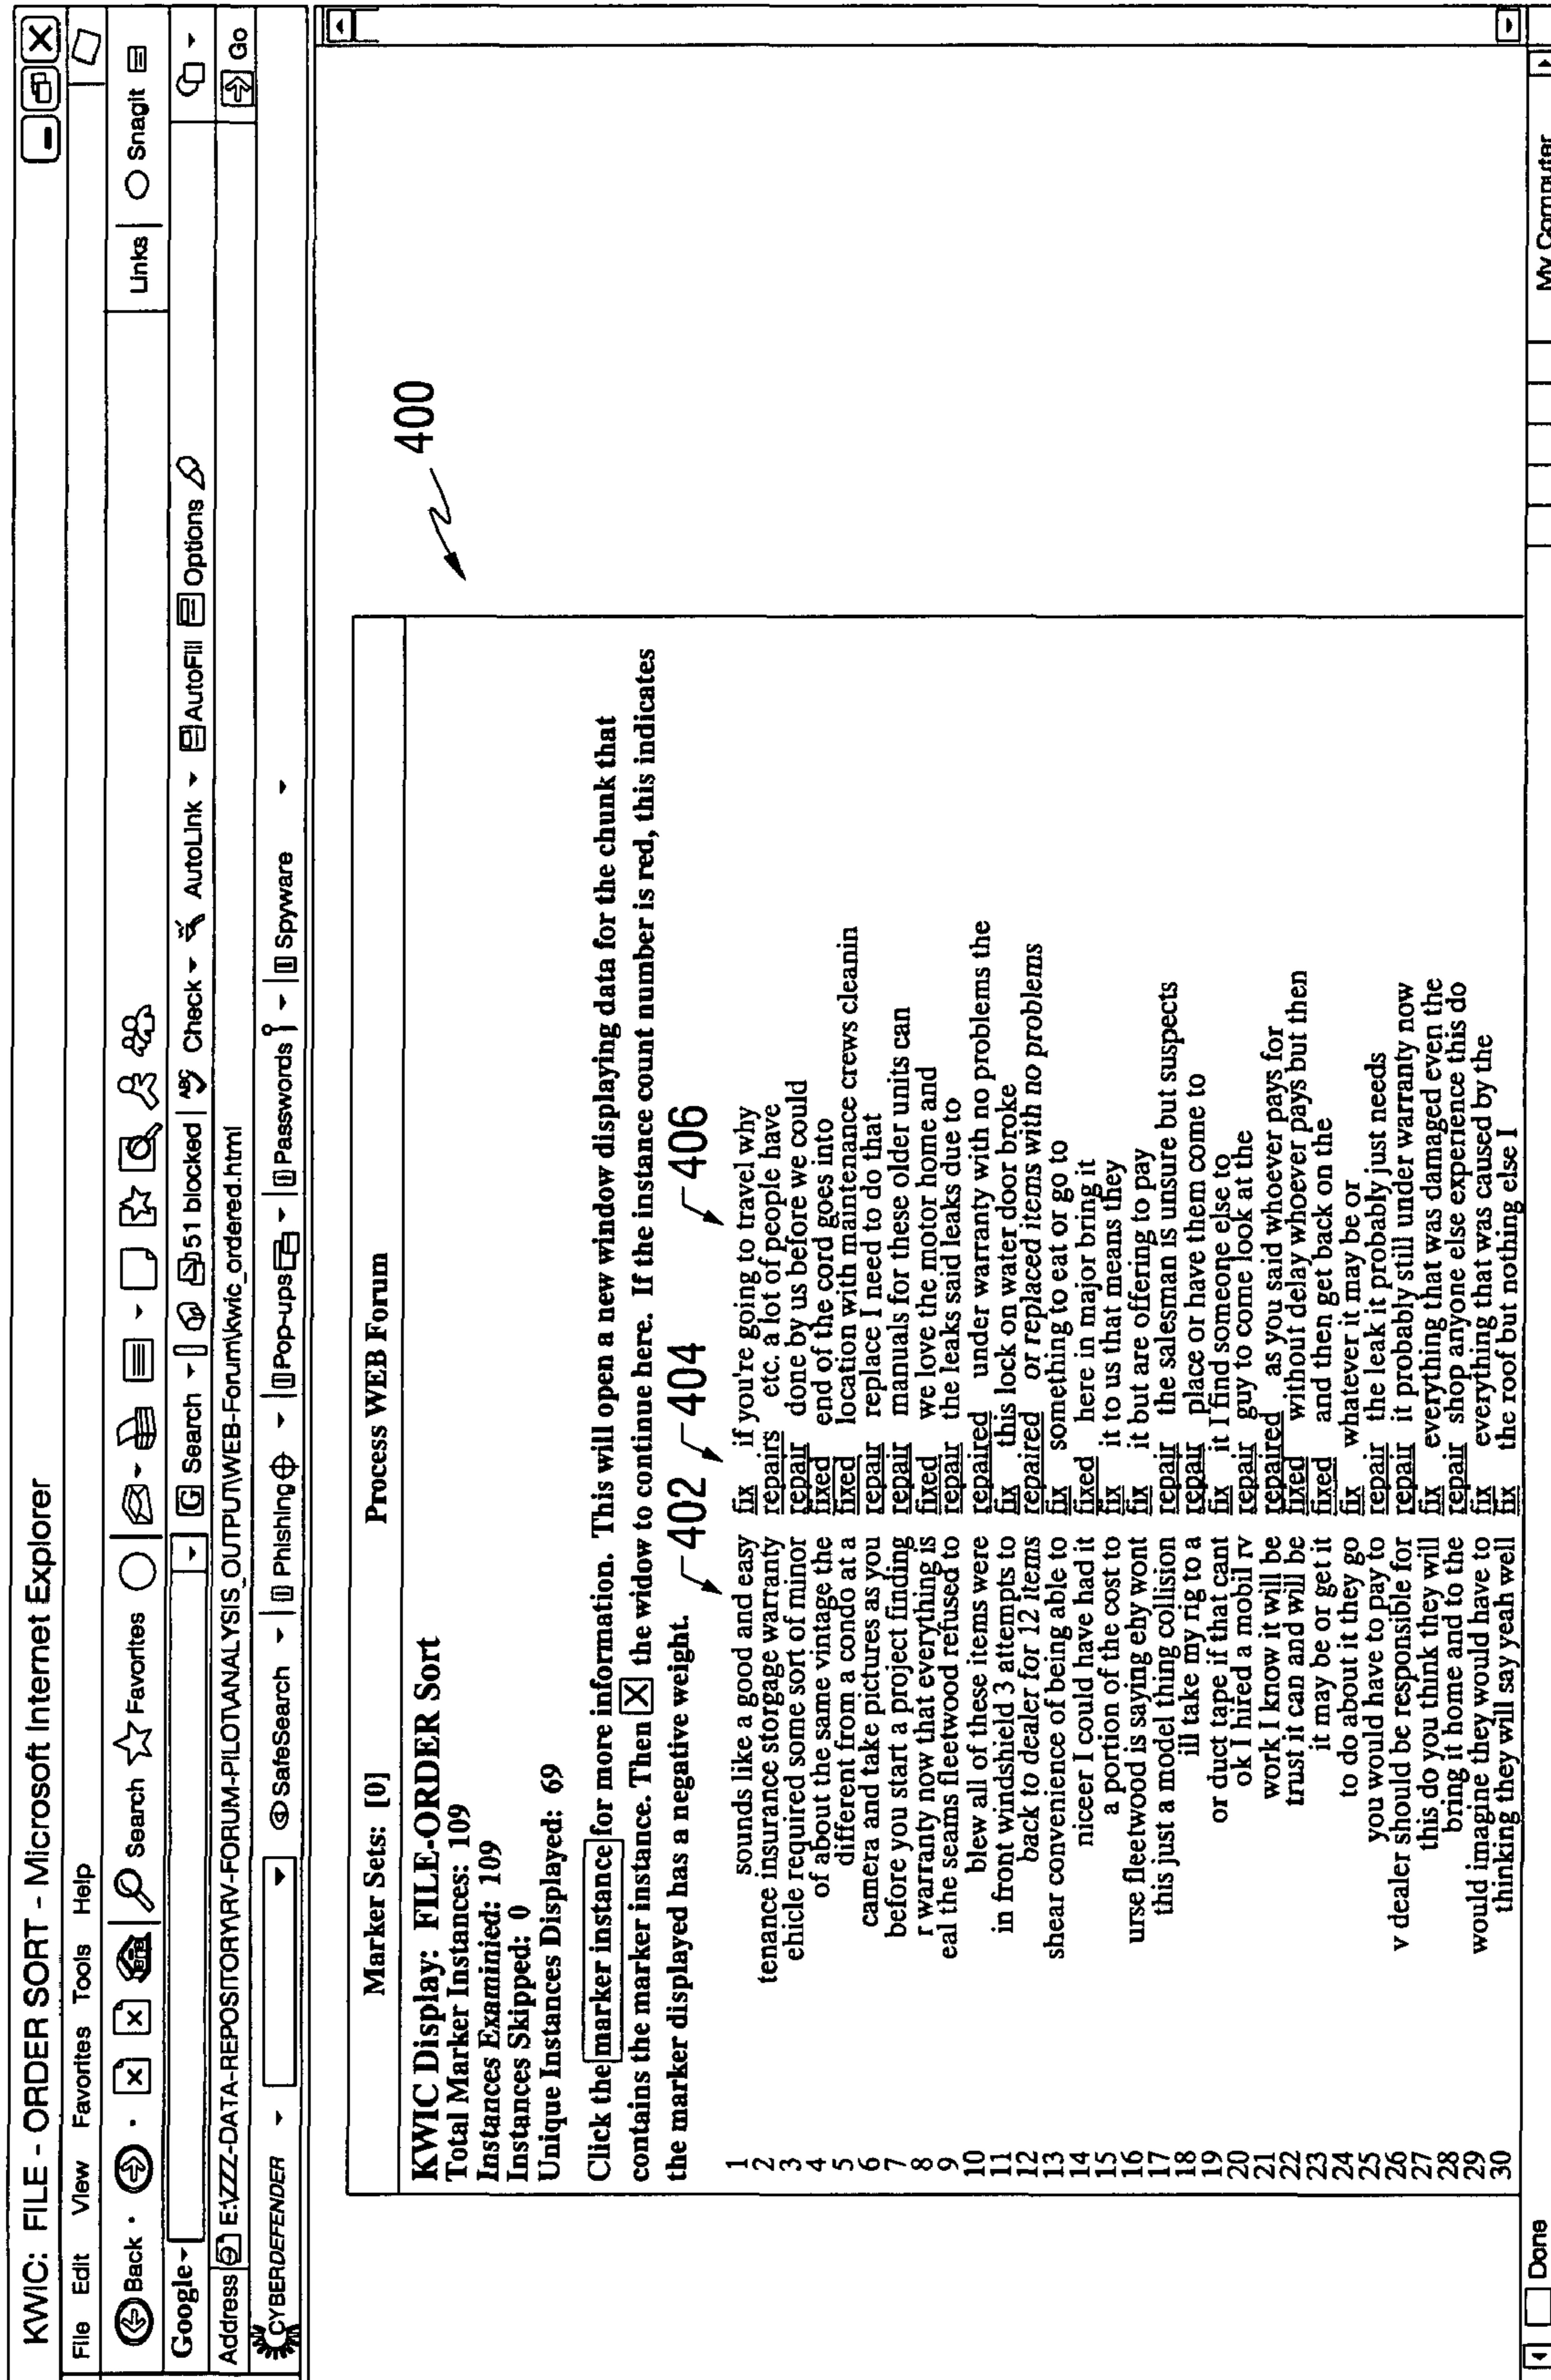 KWIC: FILE - ORDER SORT - Microsoft Internet Explorer
File Edit View Favorites Tools Help
Back Search Favorites Links Snagit
Google Search 51 blocked ABC Check AutoLink AutoFill Options
Address E:\ZZZ-DATA-REPOSITORY\RV-FORUM-PILOT\ANALYSIS_OUTPUT\WEB-Forum\kwic_ordered.html Go
CYBERDEFENDER SafeSearch Phishing Pop-ups Passwords Spyware
Marker Sets: [0] Process WEB Forum
400
KWIC Display: FILE-ORDER Sort
Total Marker Instances: 109
Instances Examinied: 109
Instances Skipped: 0
Unique Instances Displayed: 69
Click the marker instance for more information. This will open a new window displaying data for the chunk that
contains the marker instance. Then X the widow to continue here. If the instance count number is red, this indicates
the marker displayed has a negative weight.
402 404 406
1 sounds like a good and easy fix if you're going to travel why
2 tenance insurance storgage warranty repairs etc. a lot of people have
3 ehicle required some sort of minor repair done by us before we could
4 of about the same vintage the fixed end of the cord goes into
5 different from a condo at a fixed location with maintenance crews cleanin
6 camera and take pictures as you repair replace I need to do that
7 before you start a project finding repair manuals for these older units can
8 r warranty now that everything is fixed we love the motor home and
9 eal the seams fleetwood refused to repair the leaks said leaks due to
10 blew all of these items were repaired under warranty with no problems the
11 in front windshield 3 attempts to fix this lock on water door broke
12 back to dealer for 12 items repaired or replaced items with no problems
13 shear convenience of being able to fix something to eat or go to
14 niceer I could have had it fixed here in major bring it
15 a portion of the cost to fix it to us that means they
16 urse fleetwood is saying ehy wont fix it but are offering to pay
17 this just a model thing collision repair the salesman is unsure but suspects
18 ill take my rig to a repair place or have them come to
19 or duct tape if that cant fix it I find someone else to
20 ok I hired a mobil rv repair guy to come look at the
21 work I know it will be repaired as you said whoever pays for
22 trust it can and will be fixed without delay whoever pays but then
23 it may be or get it fixed and then get back on the
24 to do about it they go fix whatever it may be or
25 you would have to pay to repair the leak it probably just needs
26 v dealer should be responsible for repair it probably still under warranty now
27 this do you think they will fix everything that was damaged even the
28 bring it home and to the repair shop anyone else experience this do
29 would imagine they would have to fix everything that was caused by the
30 thinking they will say yeah well fix the roof but nothing else I
Done My Computer